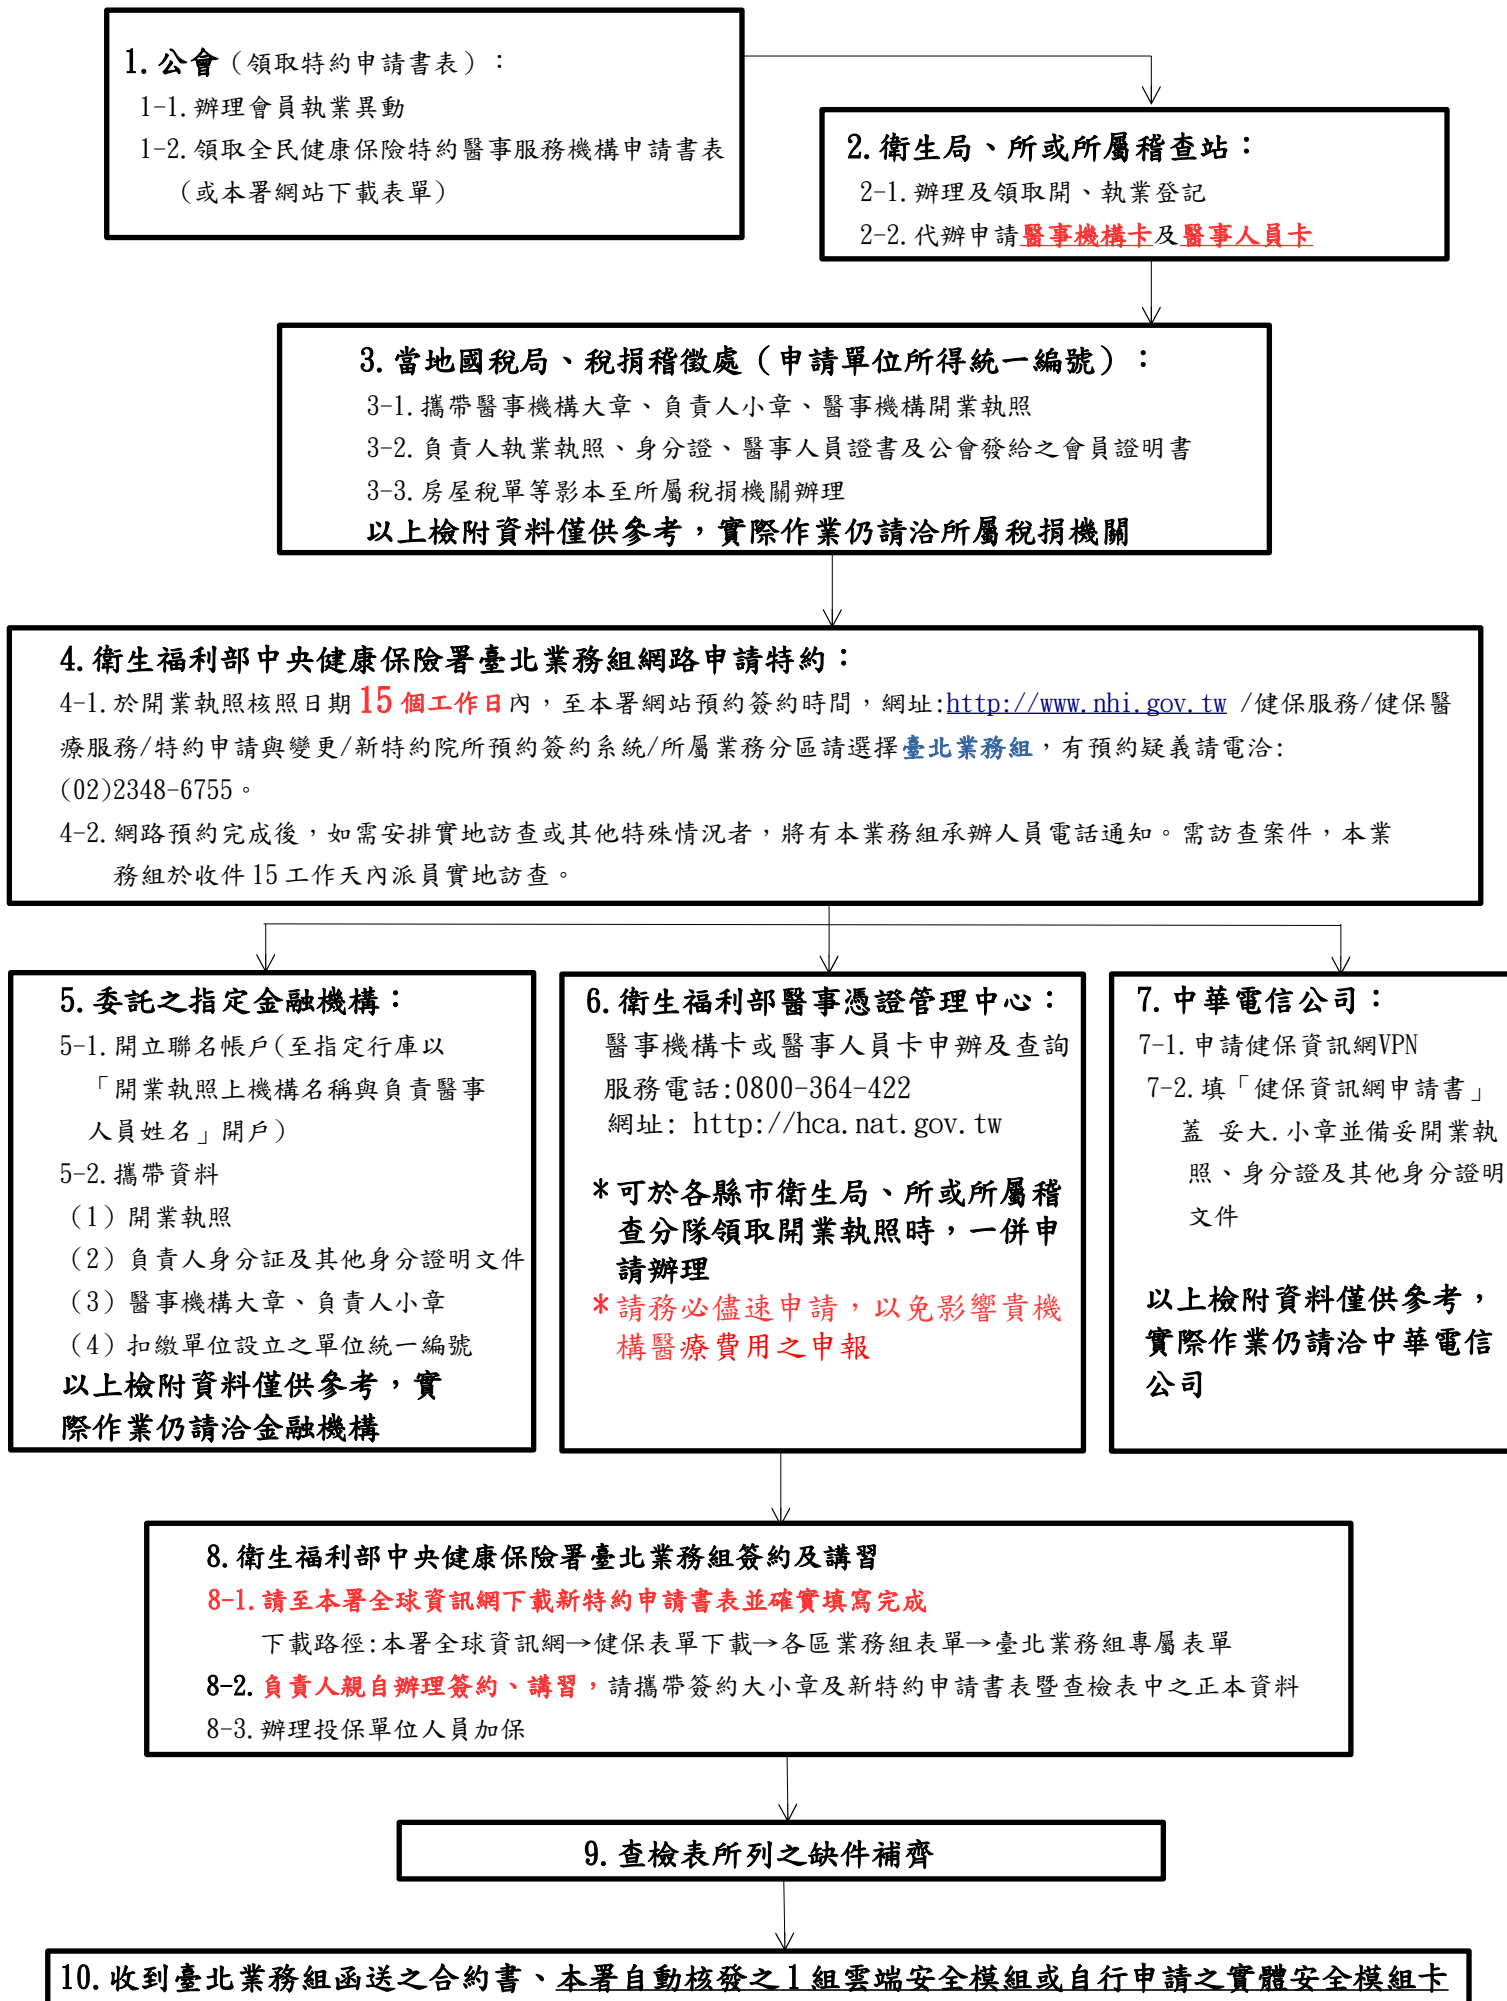 1.公會（領取特約申請書表）：
1-1.辦理會員執業異動
1-2.領取全民健康保險特約醫事服務機構申請書表
（或本署網站下載表單）
2.衛生局、所或所屬稽查站：
2-1.辦理及領取開、執業登記
2-2.代辦申請醫事機構卡及醫事人員卡
3.當地國稅局、稅捐稽徵處（申請單位所得統一編號）：
3-1.攜帶醫事機構大章、負責人小章、醫事機構開業執照
3-2.負責人執業執照、身分證、醫事人員證書及公會發給之會員證明書
3-3.房屋稅單等影本至所屬稅捐機關辦理
以上檢附資料僅供參考，實際作業仍請洽所屬稅捐機關
4.衛生福利部中央健康保險署臺北業務組網路申請特約：
4-1.於開業執照核照日期15個工作日內，至本署網站預約簽約時間，網址:http://www.nhi.gov.tw /健保服務/健保醫
療服務/特約申請與變更/新特約院所預約簽約系統/所屬業務分區請選擇臺北業務組，有預約疑義請電洽:
(02)2348-6755。
4-2.網路預約完成後，如需安排實地訪查或其他特殊情況者，將有本業務組承辦人員電話通知。需訪查案件，本業
務組於收件15工作天內派員實地訪查。
5.委託之指定金融機構：
5-1.開立聯名帳戶(至指定行庫以
「開業執照上機構名稱與負責醫事
人員姓名」開戶)
5-2.攜帶資料
（1）開業執照
（2）負責人身分証及其他身分證明文件
（3）醫事機構大章、負責人小章
（4）扣繳單位設立之單位統一編號
以上檢附資料僅供參考，實
際作業仍請洽金融機構
6.衛生福利部醫事憑證管理中心：
醫事機構卡或醫事人員卡申辦及查詢
服務電話:0800-364-422
網址: http://hca.nat.gov.tw
*可於各縣市衛生局、所或所屬稽
查分隊領取開業執照時，一併申
請辦理
*請務必儘速申請，以免影響貴機
構醫療費用之申報
7.中華電信公司：
7-1.申請健保資訊網VPN
7-2.填「健保資訊網申請書」
蓋 妥大.小章並備妥開業執
照、身分證及其他身分證明
文件
以上檢附資料僅供參考，
實際作業仍請洽中華電信
公司
8.衛生福利部中央健康保險署臺北業務組簽約及講習
8-1.請至本署全球資訊網下載新特約申請書表並確實填寫完成
下載路徑:本署全球資訊網→健保表單下載→各區業務組表單→臺北業務組專屬表單
8-2.負責人親自辦理簽約、講習，請攜帶簽約大小章及新特約申請書表暨查檢表中之正本資料
8-3.辦理投保單位人員加保
9.查檢表所列之缺件補齊
10.收到臺北業務組函送之合約書、本署自動核發之1組雲端安全模組或自行申請之實體安全模組卡